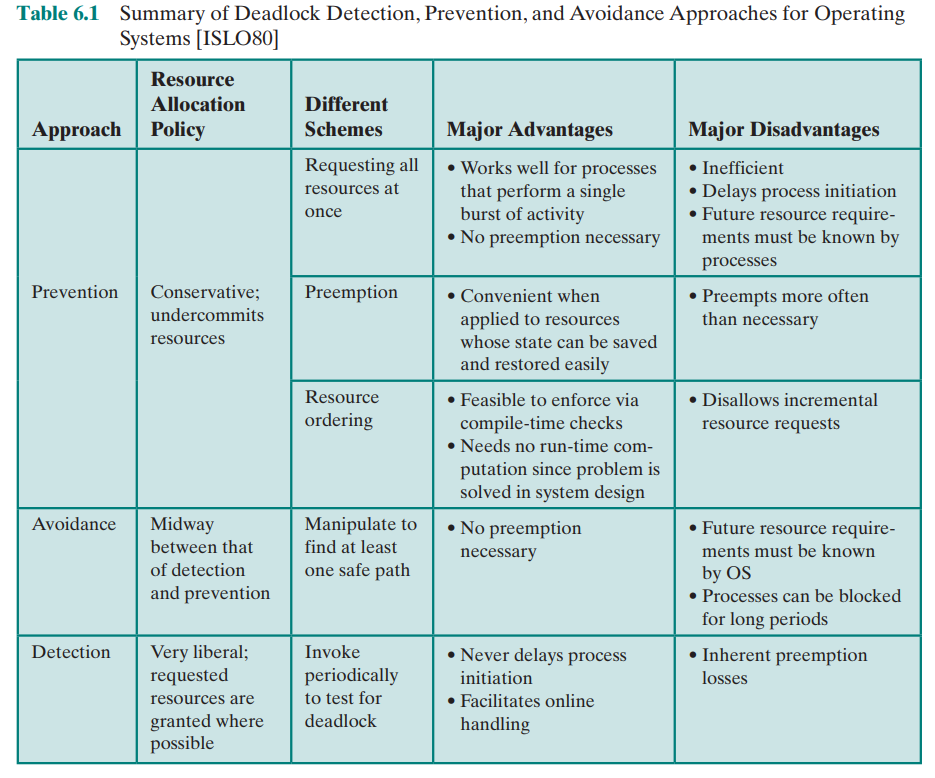 Table 6.1 Summary of Deadlock Detection, Prevention, and Avoidance Approaches for Operating
Systems [ISLO80]
Approach
Resource
Allocation
Policy
Different
Schemes
Major Advantages
Major Disadvantages
Prevention
Conservative;
undercommits
resources
Requesting all
resources at
once
• Works well for processes
that perform a single
burst of activity
• No preemption necessary
• Inefficient
• Delays process initiation
• Future resource require-
ments must be known by
processes
Preemption
• Convenient when
applied to resources
whose state can be saved
and restored easily
• Preempts more often
than necessary
Resource
ordering
• Feasible to enforce via
compile-time checks
• Needs no run-time com-
putation since problem is
solved in system design
• Disallows incremental
resource requests
Avoidance
Midway
between that
of detection
and prevention
Manipulate to
find at least
one safe path
• No preemption
necessary
• Future resource require-
ments must be known
by OS
• Processes can be blocked
for long periods
Detection
Very liberal;
requested
resources are
granted where
possible
Invoke
periodically
to test for
deadlock
• Never delays process
initiation
• Facilitates online
handling
• Inherent preemption
losses